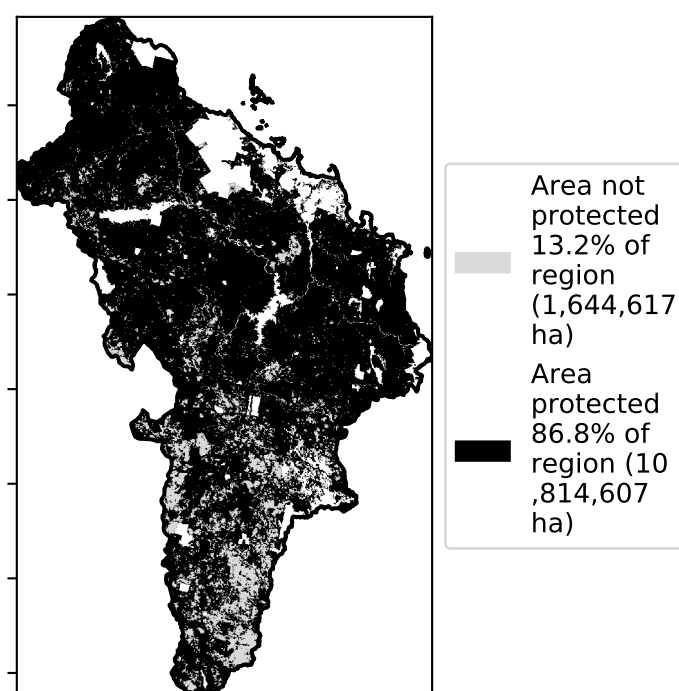 Area not
protected
13.2% of
region
(1,644,617
ha)
Area
protected
86.8% of
region (10
,814,607
ha)